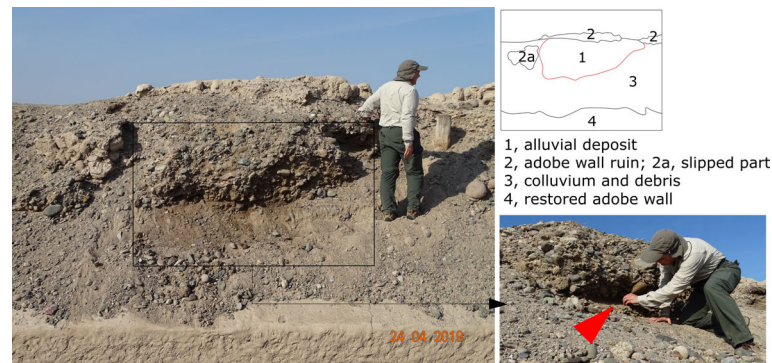 2
2
2a
1
3
4
1, alluvial deposit
2, adobe wall ruin; 2a, slipped part
3, colluvium and debris
4, restored adobe wall
24 04 2019